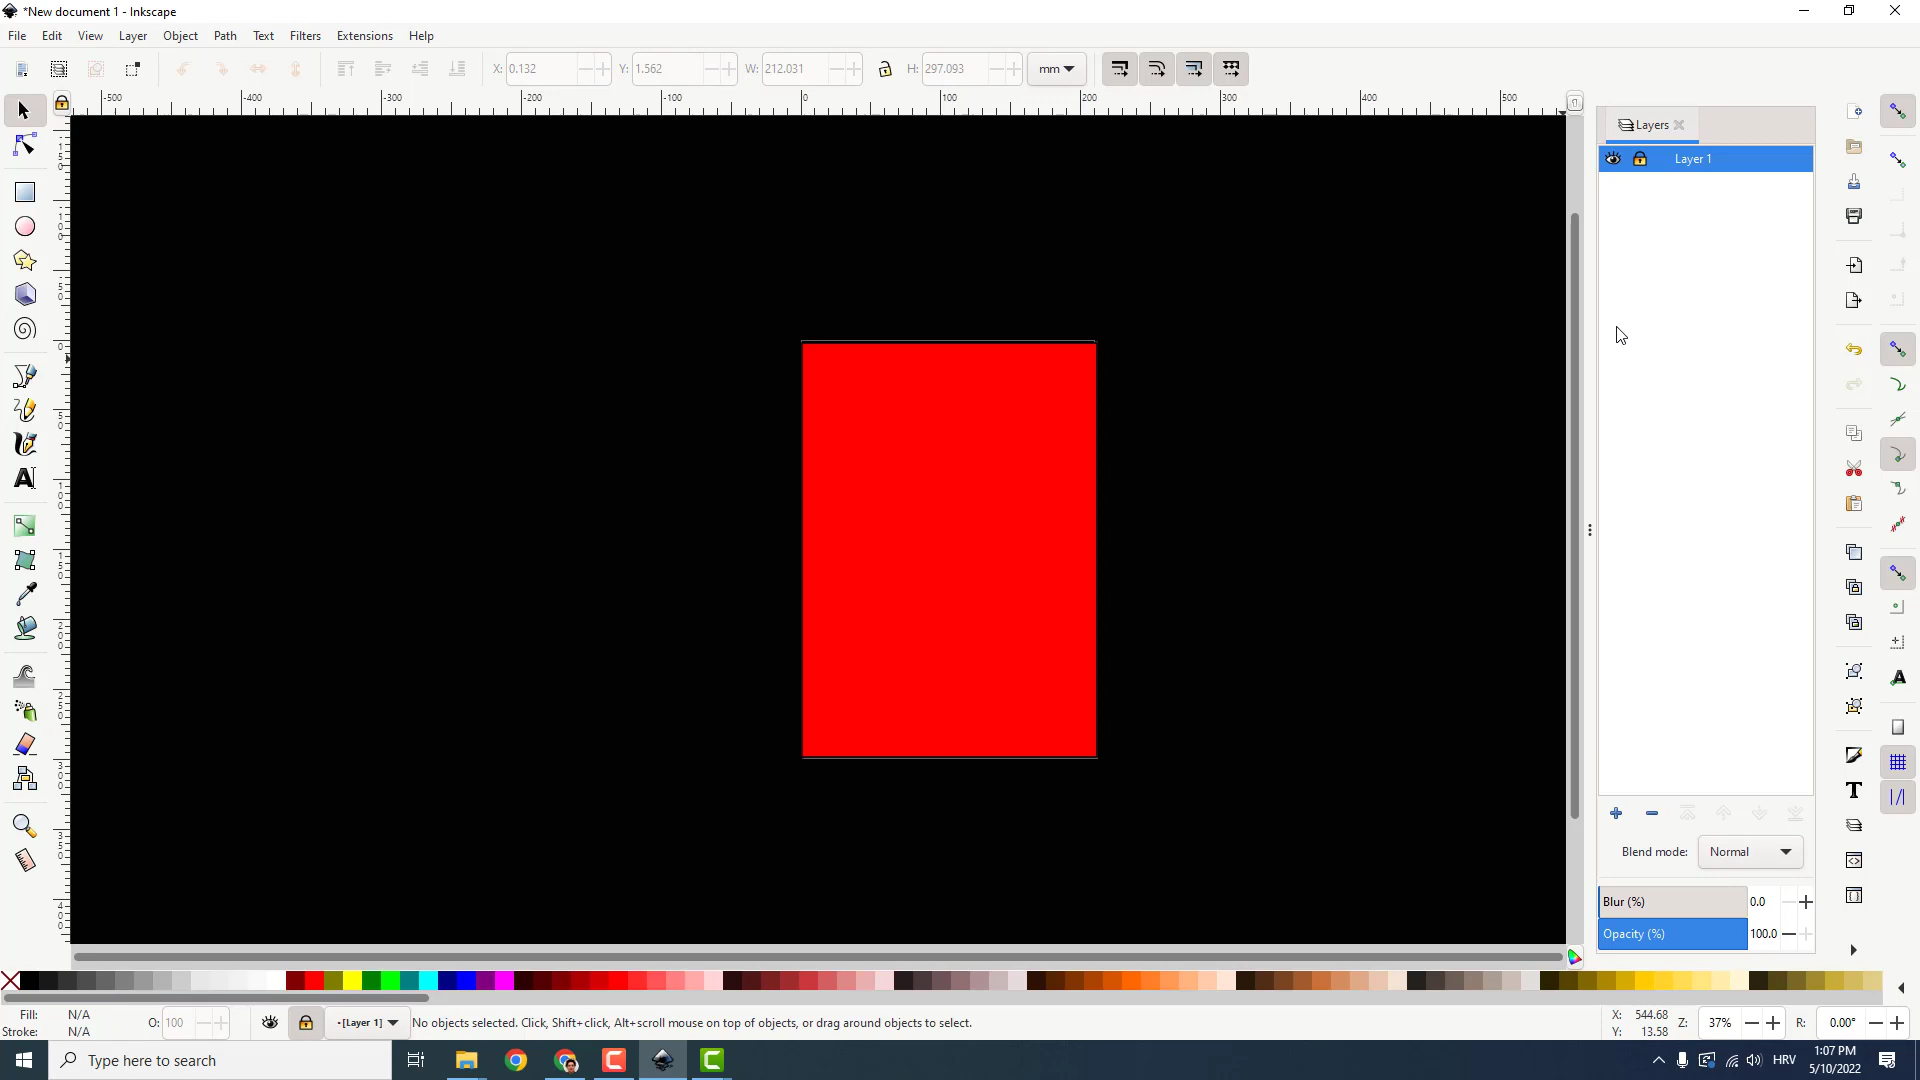 *New document 1 - Inkscape
File Edit View Layer Object Path Text Filters Extensions Help
X: 0.132 Y: 1.562 W: 212.031 H: 297.093 mm
-500 -400 -300 -200 -100 0 100 200 300 400 500
Layers
Layer 1
Blend mode: Normal
Blur (%) 0.0
Opacity (%) 100.0
Fill: N/A
Stroke: N/A
O: 100
-[Layer 1]
No objects selected. Click, Shift+click, Alt+scroll mouse on top of objects, or drag around objects to select.
X: 544.68
Y: 13.58
Z: 37%
R: 0.00°
Type here to search
HRV
1:07 PM
5/10/2022